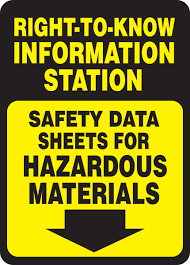 RIGHT-TO-KNOW
INFORMATION
STATION
SAFETY DATA
SHEETS FOR
HAZARDOUS
MATERIALS